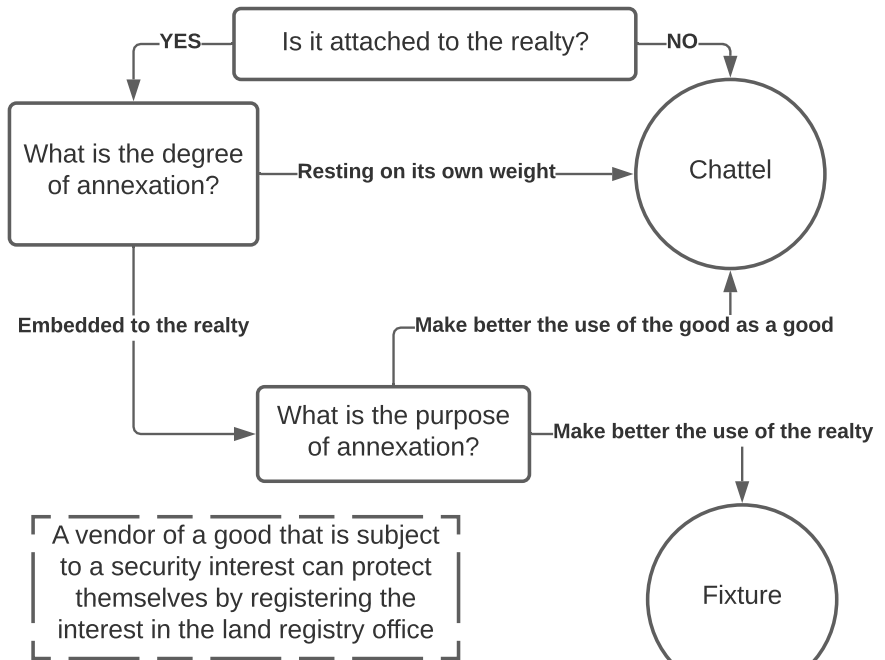 Is it attached to the realty?
YES
NO
What is the degree
of annexation?
Resting on its own weight
Chattel
Embedded to the realty
Make better the use of the good as a good
What is the purpose
of annexation?
Make better the use of the realty
A vendor of a good that is subject
to a security interest can protect
themselves by registering the
interest in the land registry office
Fixture